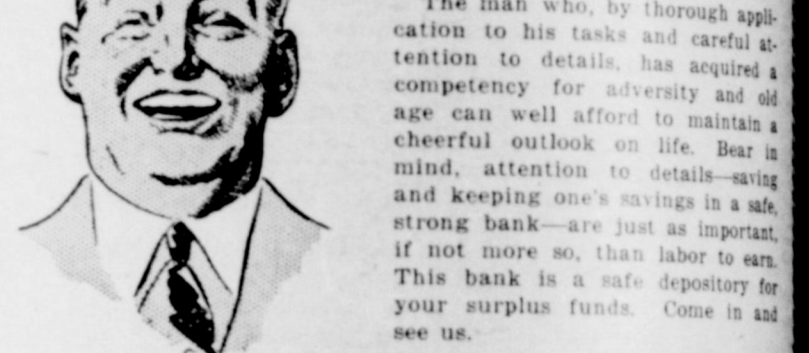 The man who, by thorough appli-
cation to his tasks and careful at-
tention to details, has acquired a
competency for adversity and old
age can well afford to maintain a
cheerful outlook on life. Bear in
mind, attention to details—saving
and keeping one's savings in a safe,
strong bank—are just as important,
if not more so, than labor to earn.
This bank is a safe depository for
your surplus funds. Come in and
see us.